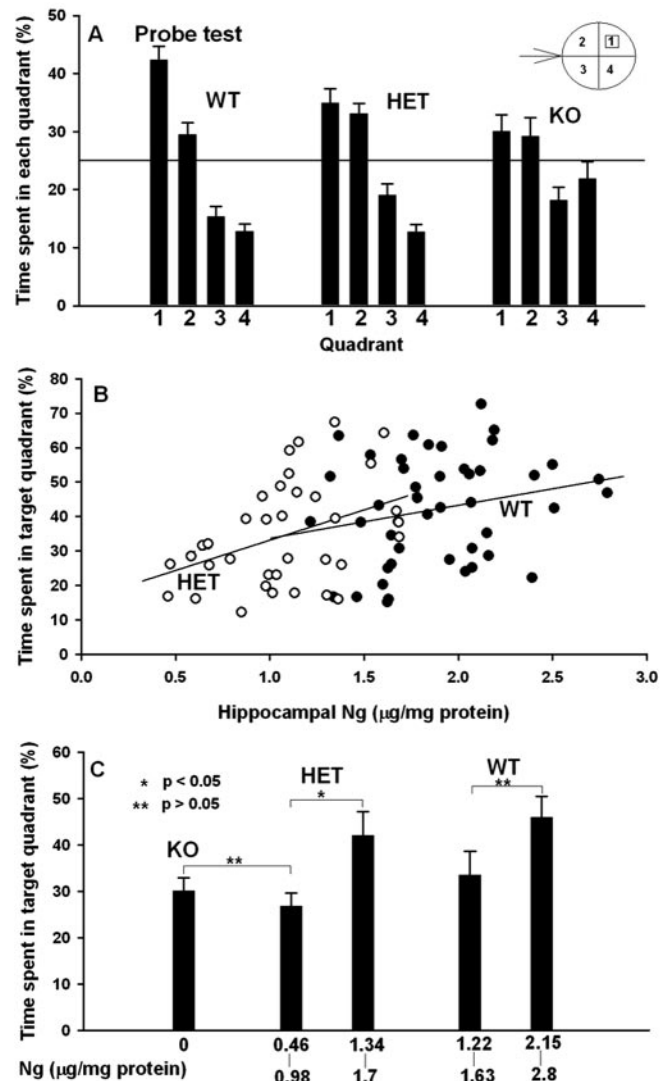 A
Probe test
WT
HET
KO
2 1
3 4
Time spent in each quadrant (%)
50
40
30
20
10
0
1 2 3 4 1 2 3 4 1 2 3 4
Quadrant
B
Time spent in target quadrant (%)
80
70
60
50
40
30
20
10
0
HET
WT
0.0 0.5 1.0 1.5 2.0 2.5 3.0
Hippocampal Ng (µg/mg protein)
C
* p < 0.05
** p > 0.05
HET
WT
KO
** * **
Time spent in target quadrant (%)
60
50
40
30
20
10
0
0 0.46 1.34 1.22 2.15
Ng (µg/mg protein) 0.98 1.7 1.63 2.8